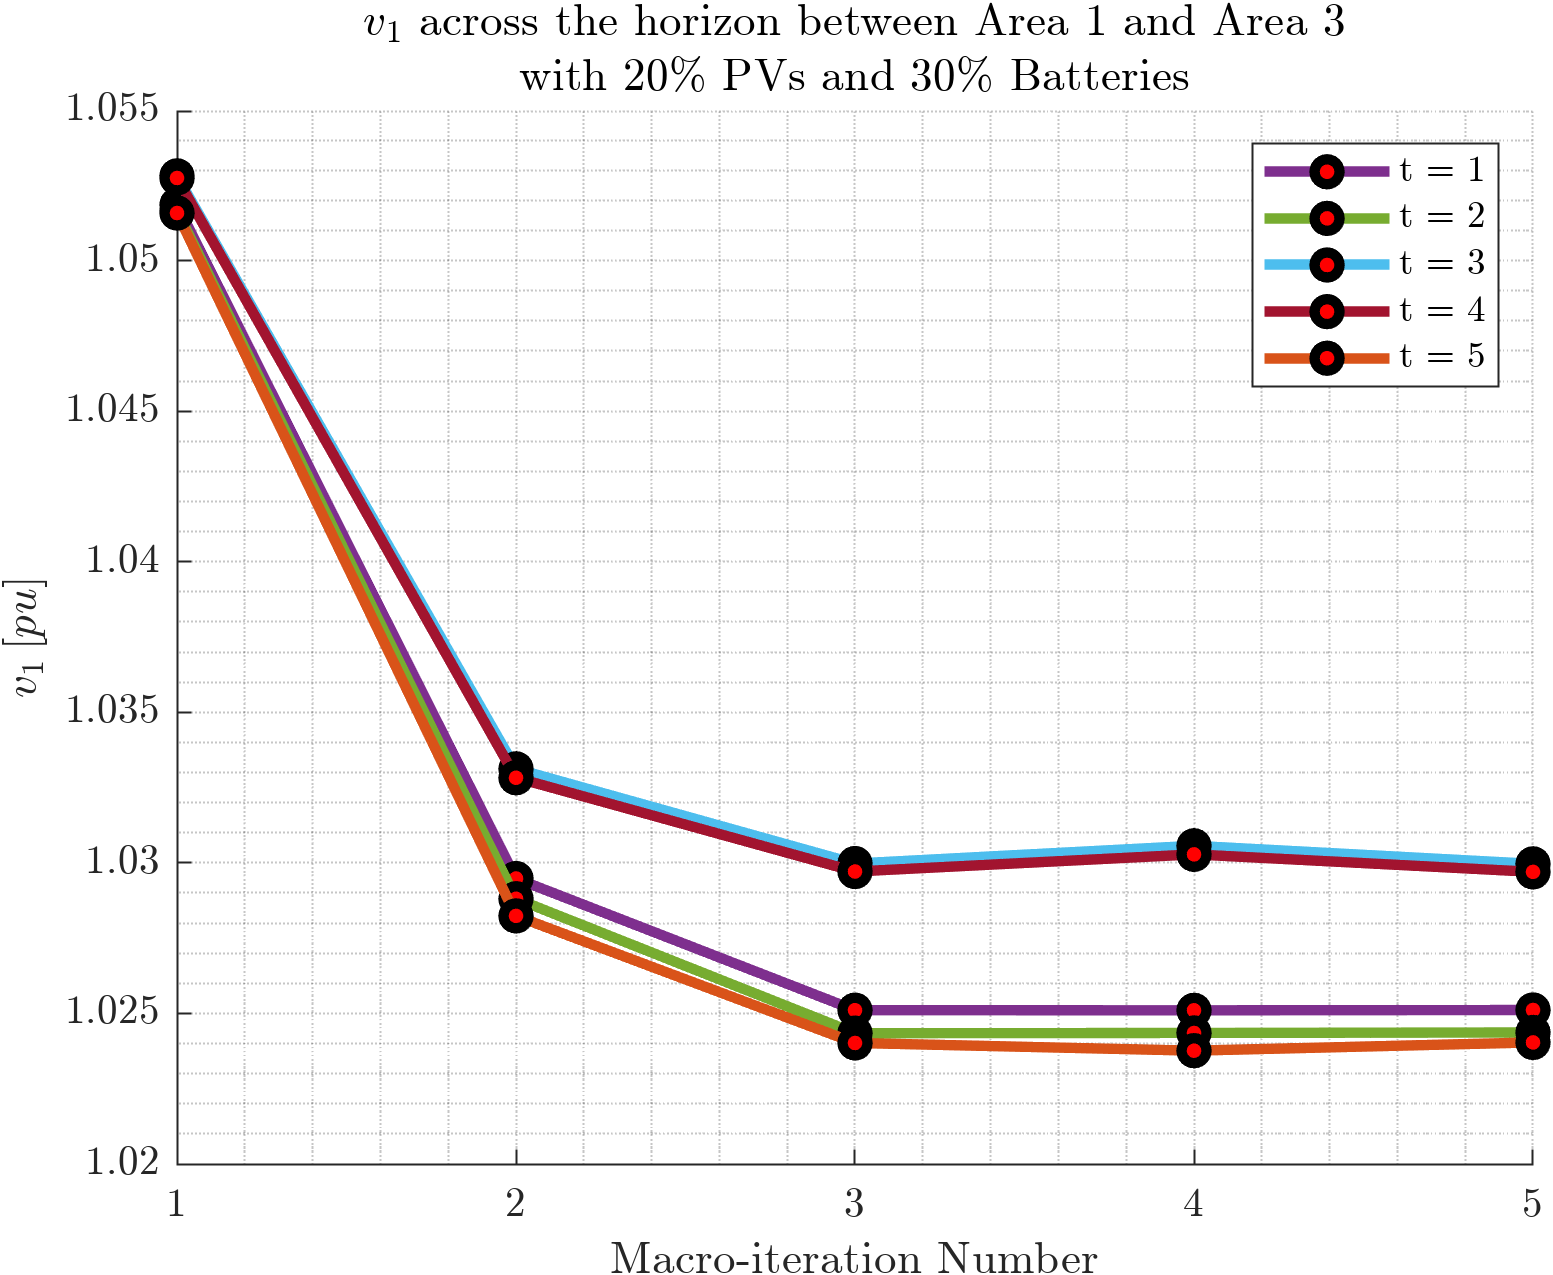 v₁ across the horizon between Area 1 and Area 3
with 20% PVs and 30% Batteries
1.055
1.05
1.045
1.04
1.035
1.03
1.025
1.02
v₁ [pu]
t = 1
t = 2
t = 3
t = 4
t = 5
1 2 3 4 5
Macro-iteration Number